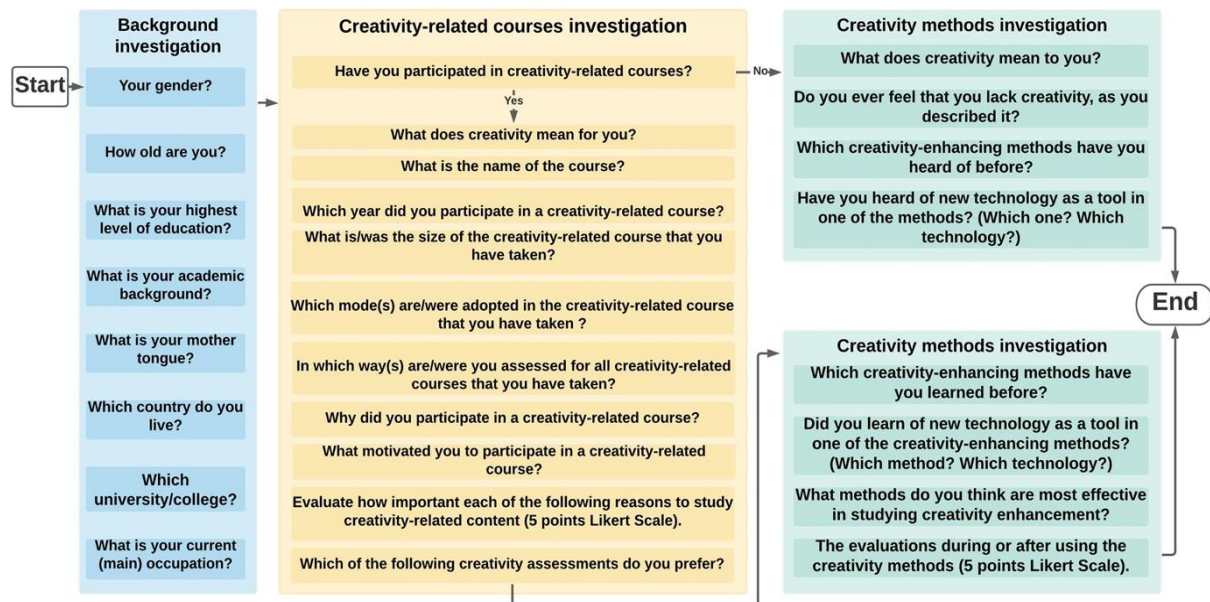 Start
Background
investigation
Your gender?
How old are you?
What is your highest
level of education?
What is your academic
background?
What is your mother
tongue?
Which country do you
live?
Which
university/college?
What is your current
(main) occupation?
Creativity-related courses investigation
Have you participated in creativity-related courses?
No
Yes
What does creativity mean for you?
What is the name of the course?
Which year did you participate in a creativity-related course?
What is/was the size of the creativity-related course that you
have taken?
Which mode(s) are/were adopted in the creativity-related course
that you have taken ?
In which way(s) are/were you assessed for all creativity-related
courses that you have taken?
Why did you participate in a creativity-related course?
What motivated you to participate in a creativity-related
course?
Evaluate how important each of the following reasons to study
creativity-related content (5 points Likert Scale).
Which of the following creativity assessments do you prefer?
Creativity methods investigation
What does creativity mean to you?
Do you ever feel that you lack creativity, as you
described it?
Which creativity-enhancing methods have you
heard of before?
Have you heard of new technology as a tool in
one of the methods? (Which one? Which
technology?)
End
Creativity methods investigation
Which creativity-enhancing methods have
you learned before?
Did you learn of new technology as a tool in
one of the creativity-enhancing methods?
(Which method? Which technology?)
What methods do you think are most effective
in studying creativity enhancement?
The evaluations during or after using the
creativity methods (5 points Likert Scale).